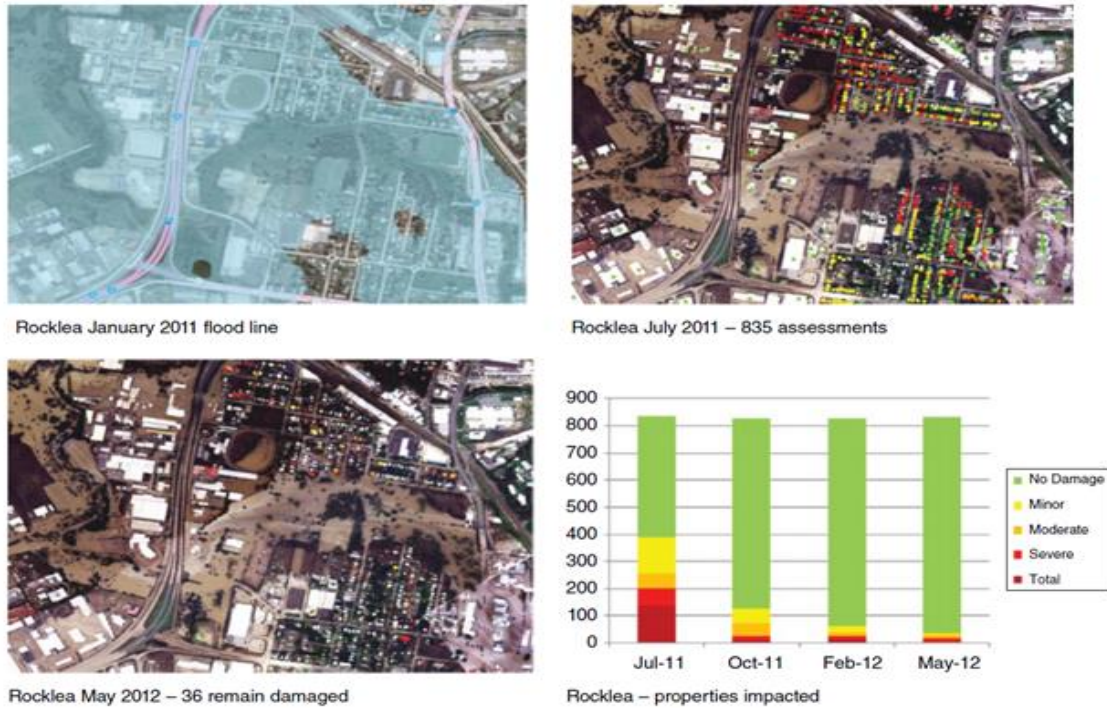 Rocklea January 2011 flood line
Rocklea July 2011 – 835 assessments
Rocklea May 2012 – 36 remain damaged
900
800
700
600
500
400
300
200
100
0
Jul-11 Oct-11 Feb-12 May-12
No Damage
Minor
Moderate
Severe
Total
Rocklea – properties impacted